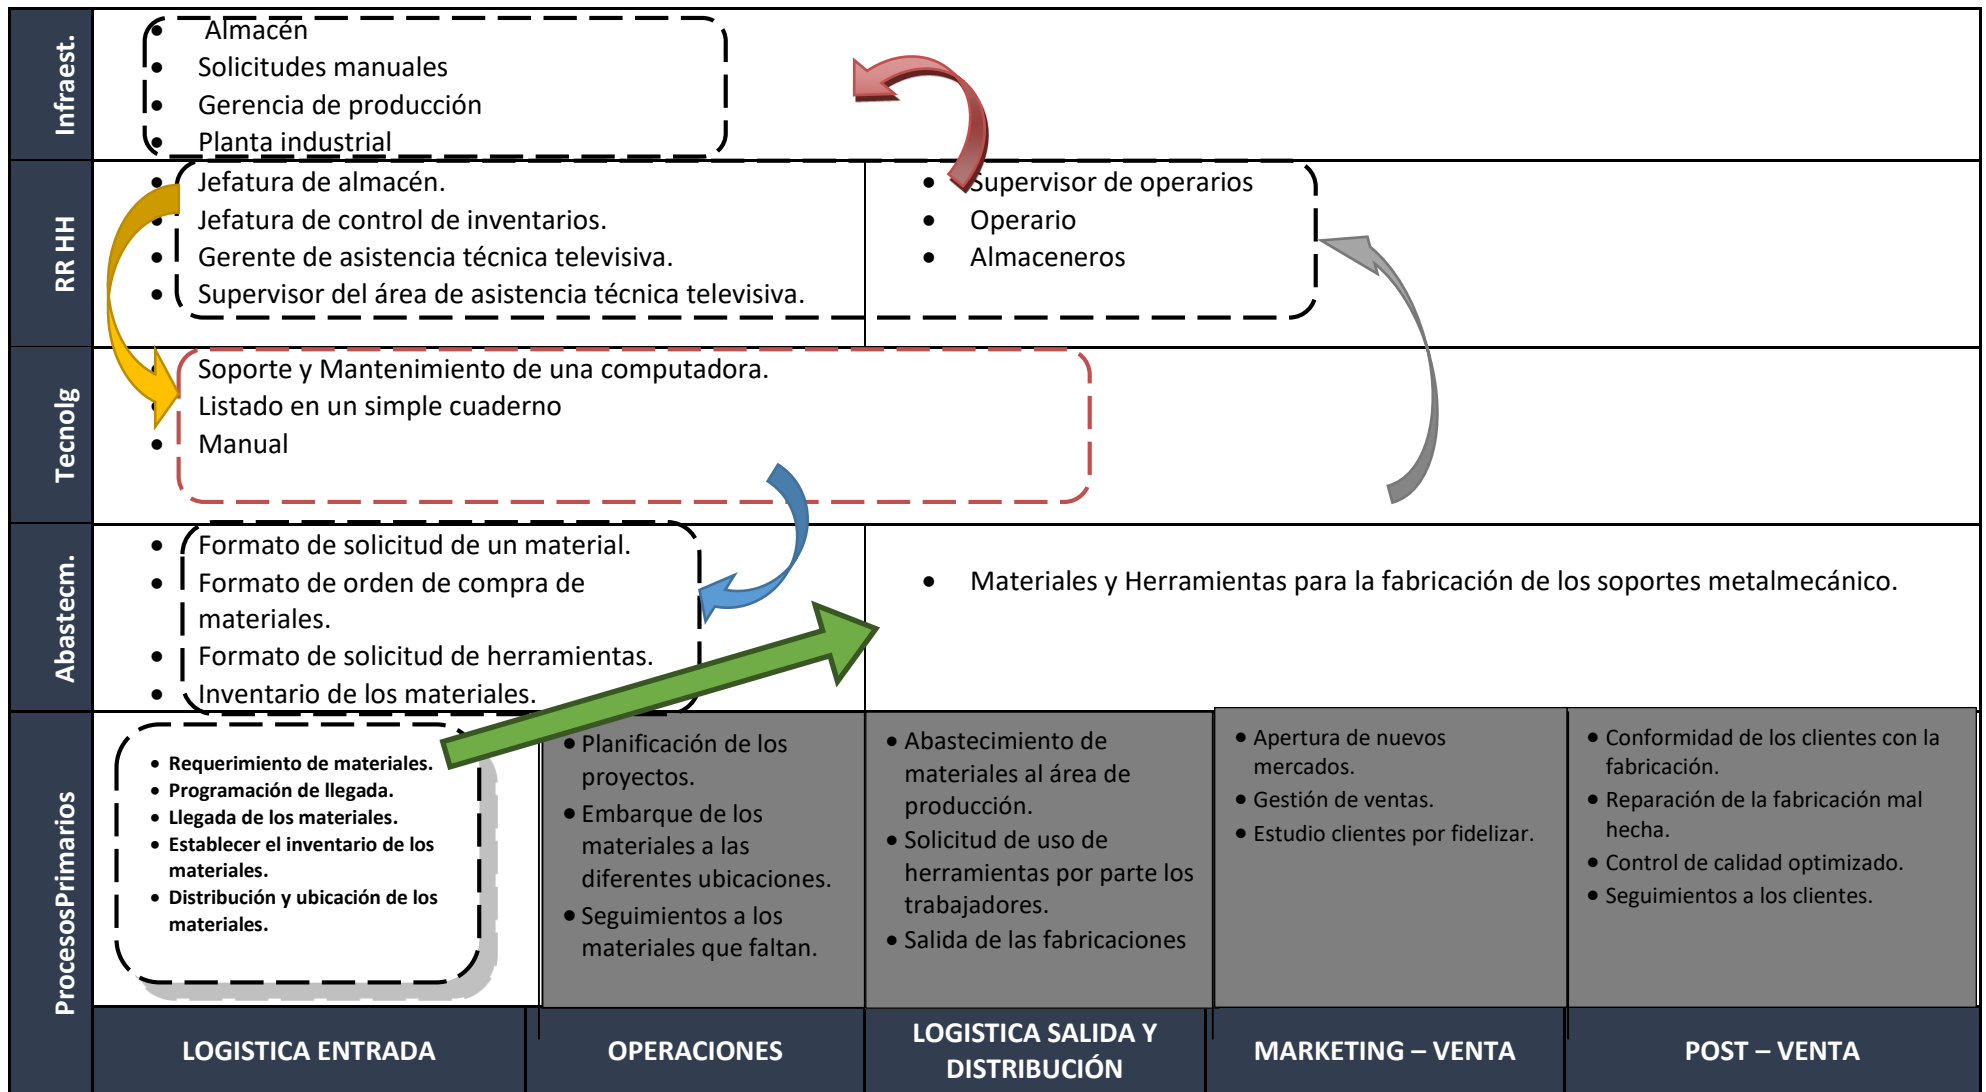 Infraest.
Almacén
Solicitudes manuales
Gerencia de producción
Planta industrial
RR HH
Jefatura de almacén.
Jefatura de control de inventarios.
Gerente de asistencia técnica televisiva.
Supervisor del área de asistencia técnica televisiva.
Supervisor de operarios
Operario
Almaceneros
Tecnolg
Soporte y Mantenimiento de una computadora.
Listado en un simple cuaderno
Manual
Abastecm.
Formato de solicitud de un material.
Formato de orden de compra de
materiales.
Formato de solicitud de herramientas.
Inventario de los materiales.
Materiales y Herramientas para la fabricación de los soportes metalmecánico.
ProcesosPrimarios
Requerimiento de materiales.
Programación de llegada.
Llegada de los materiales.
Establecer el inventario de los
materiales.
Distribución y ubicación de los
materiales.
Planificación de los
proyectos.
Embarque de los
materiales a las
diferentes ubicaciones.
Seguimientos a los
materiales que faltan.
Abastecimiento de
materiales al área de
producción.
Solicitud de uso de
herramientas por parte los
trabajadores.
Salida de las fabricaciones
Apertura de nuevos
mercados.
Gestión de ventas.
Estudio clientes por fidelizar.
Conformidad de los clientes con la
fabricación.
Reparación de la fabricación mal
hecha.
Control de calidad optimizado.
Seguimientos a los clientes.
LOGISTICA ENTRADA
OPERACIONES
LOGISTICA SALIDA Y
DISTRIBUCIÓN
MARKETING – VENTA
POST – VENTA